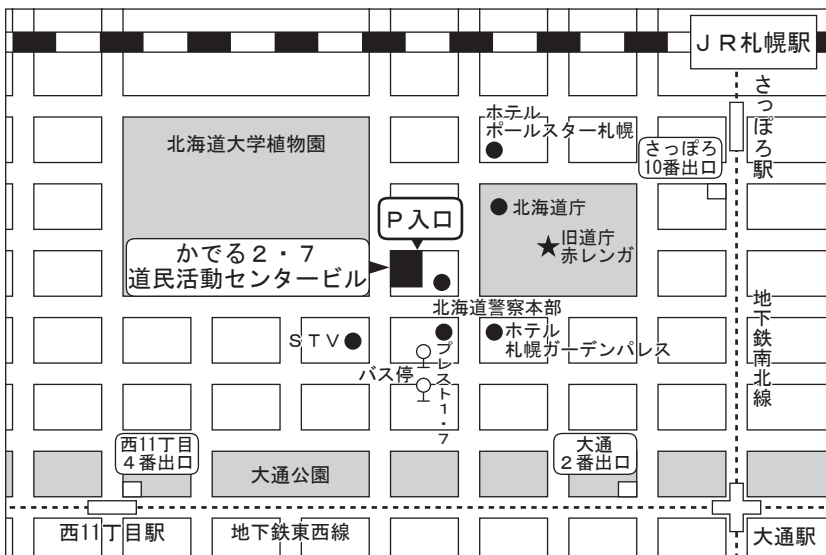 JR札幌駅
さっぽろ駅
ホテル
ポールスター札幌
北海道大学植物園
さっぽろ
10番出口
P入口
北海道庁
旧道庁
赤レンガ
かでる2・7
道民活動センタービル
北海道警察本部
地下鉄南北線
STV
ホテル
札幌ガーデンパレス
プレスト1・7
バス停
西11丁目
4番出口
大通公園
大通
2番出口
西11丁目駅
地下鉄東西線
大通駅